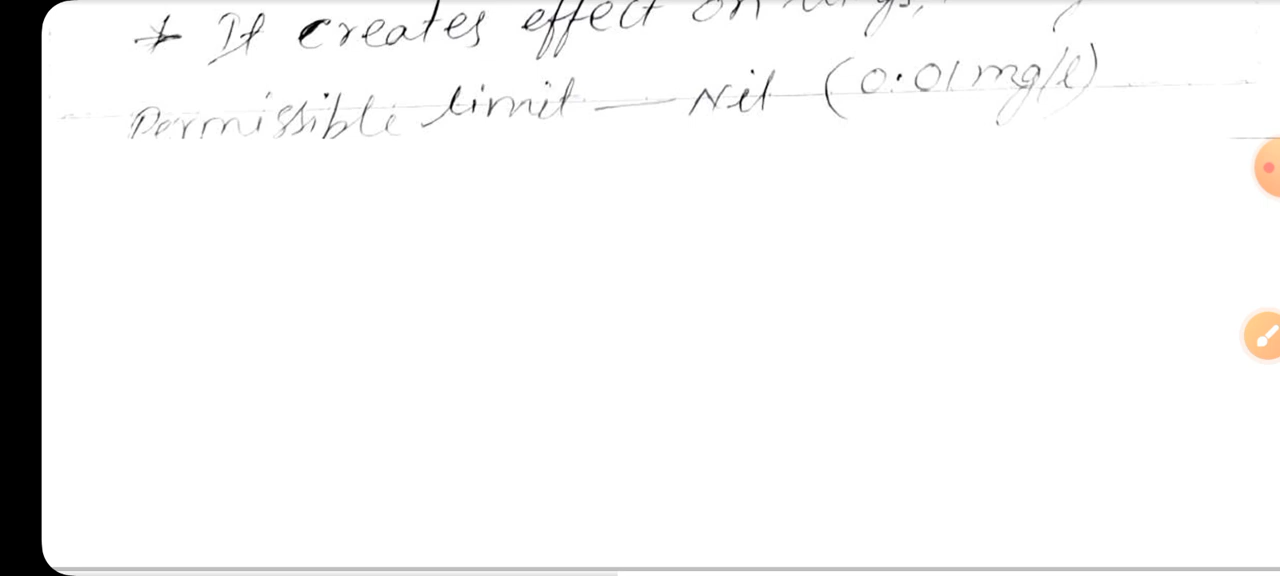 * It creates effect on
Permissible limit — Nil (0.01 mg/l)